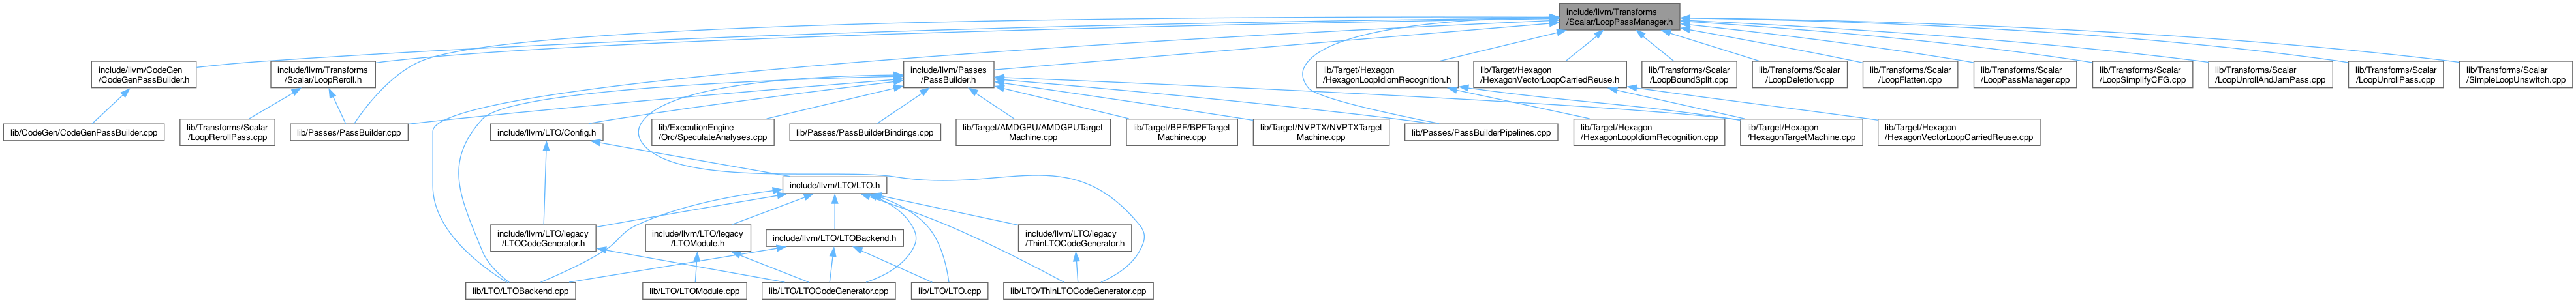 include/llvm/Transforms
/Scalar/LoopPassManager.h
include/llvm/CodeGen
/CodeGenPassBuilder.h
include/llvm/Transforms
/Scalar/LoopReroll.h
include/llvm/Passes
/PassBuilder.h
lib/Target/Hexagon
/HexagonLoopIdiomRecognition.h
lib/Target/Hexagon
/HexagonVectorLoopCarriedReuse.h
lib/Transforms/Scalar
/LoopBoundSplit.cpp
lib/Transforms/Scalar
/LoopDeletion.cpp
lib/Transforms/Scalar
/LoopFlatten.cpp
lib/Transforms/Scalar
/LoopPassManager.cpp
lib/Transforms/Scalar
/LoopSimplifyCFG.cpp
lib/Transforms/Scalar
/LoopUnrollAndJamPass.cpp
lib/Transforms/Scalar
/LoopUnrollPass.cpp
lib/Transforms/Scalar
/SimpleLoopUnswitch.cpp
lib/CodeGen/CodeGenPassBuilder.cpp
lib/Transforms/Scalar
/LoopRerollPass.cpp
lib/Passes/PassBuilder.cpp
include/llvm/LTO/Config.h
lib/ExecutionEngine
/Orc/SpeculateAnalyses.cpp
lib/Passes/PassBuilderBindings.cpp
lib/Target/AMDGPU/AMDGPUTarget
Machine.cpp
lib/Target/BPF/BPFTarget
Machine.cpp
lib/Target/NVPTX/NVPTXTarget
Machine.cpp
lib/Passes/PassBuilderPipelines.cpp
lib/Target/Hexagon
/HexagonLoopIdiomRecognition.cpp
lib/Target/Hexagon
/HexagonTargetMachine.cpp
lib/Target/Hexagon
/HexagonVectorLoopCarriedReuse.cpp
include/llvm/LTO/LTO.h
include/llvm/LTO/legacy
/LTOCodeGenerator.h
include/llvm/LTO/legacy
/LTOModule.h
include/llvm/LTO/LTOBackend.h
include/llvm/LTO/legacy
/ThinLTOCodeGenerator.h
lib/LTO/LTOBackend.cpp
lib/LTO/LTOModule.cpp
lib/LTO/LTOCodeGenerator.cpp
lib/LTO/LTO.cpp
lib/LTO/ThinLTOCodeGenerator.cpp